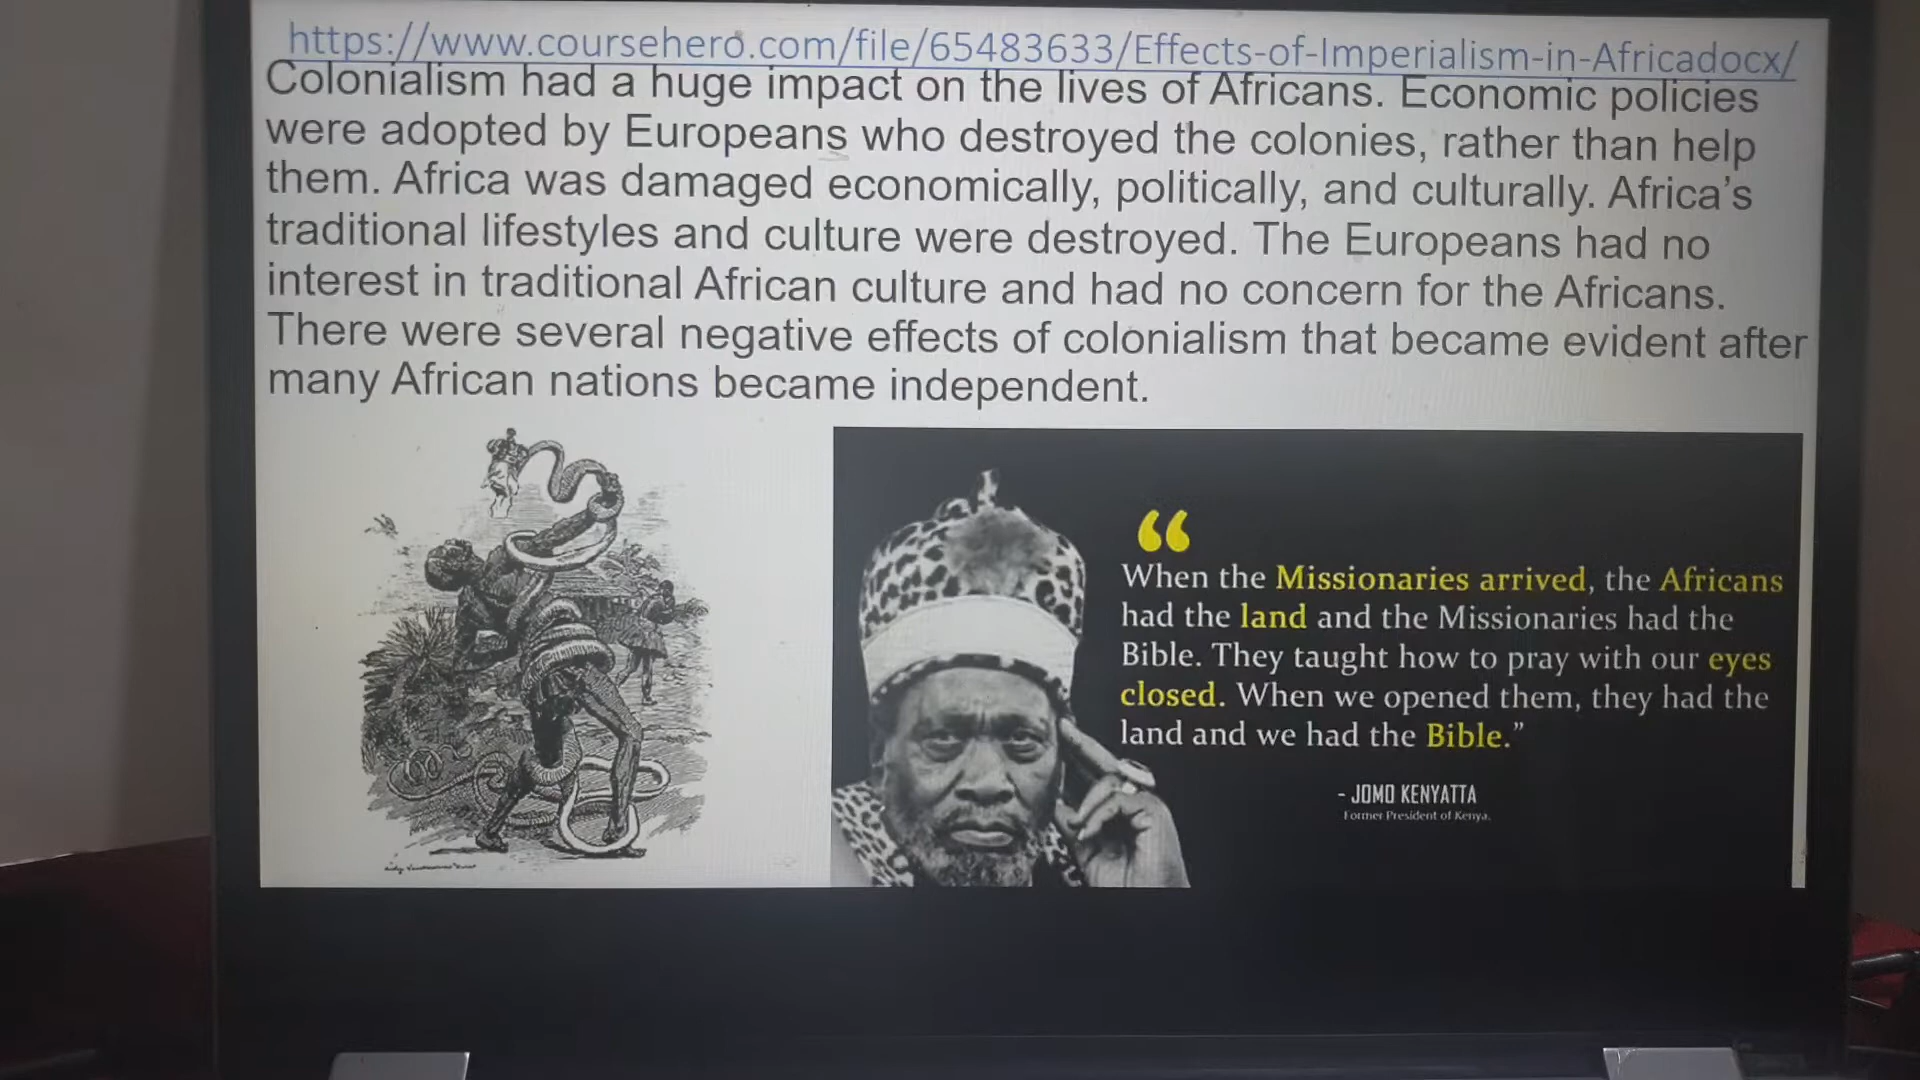 https://www.coursehero.com/file/65483633/Effects-of-Imperialism-in-Africadocx/
Colonialism had a huge impact on the lives of Africans. Economic policies
were adopted by Europeans who destroyed the colonies, rather than help
them. Africa was damaged economically, politically, and culturally. Africa’s
traditional lifestyles and culture were destroyed. The Europeans had no
interest in traditional African culture and had no concern for the Africans.
There were several negative effects of colonialism that became evident after
many African nations became independent.
“
When the Missionaries arrived, the Africans
had the land and the Missionaries had the
Bible. They taught how to pray with our eyes
closed. When we opened them, they had the
land and we had the Bible.”
- JOMO KENYATTA
Former President of Kenya.